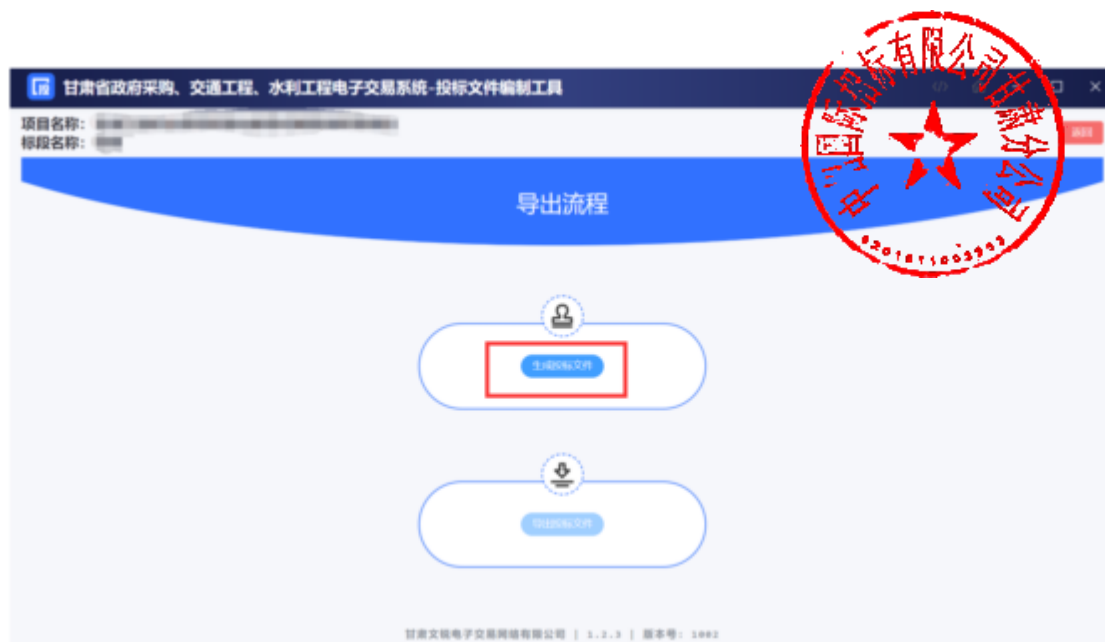 甘肃省政府采购、交通工程、水利工程电子交易系统-投标文件编制工具
项目名称：
标段名称：
返回
导出流程
生成投标文件
导出投标文件
甘肃文锐电子交易网络有限公司 | 1.2.3 | 版本号: 1002
国际招标有限公司甘肃分公司